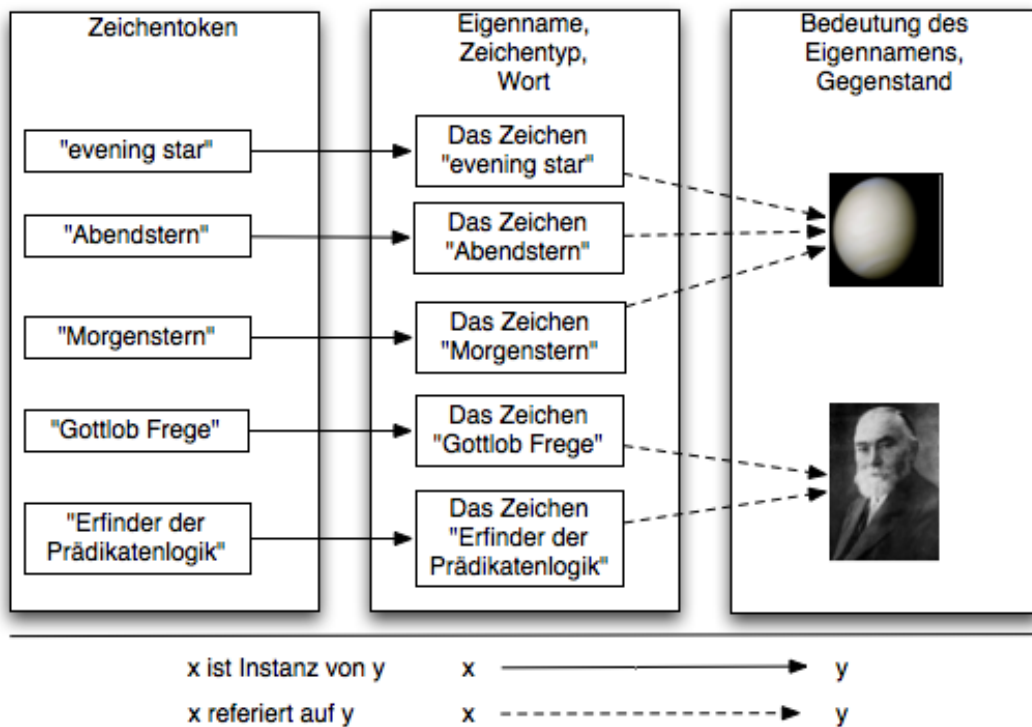 Zeichentoken
"evening star"
"Abendstern"
"Morgenstern"
"Gottlob Frege"
"Erfinder der
Prädikatenlogik"
Eigenname,
Zeichentyp,
Wort
Das Zeichen
"evening star"
Das Zeichen
"Abendstern"
Das Zeichen
"Morgenstern"
Das Zeichen
"Gottlob Frege"
Das Zeichen
"Erfinder der
Prädikatenlogik"
Bedeutung des
Eigennamens,
Gegenstand
x ist Instanz von y x y
x referiert auf y x y